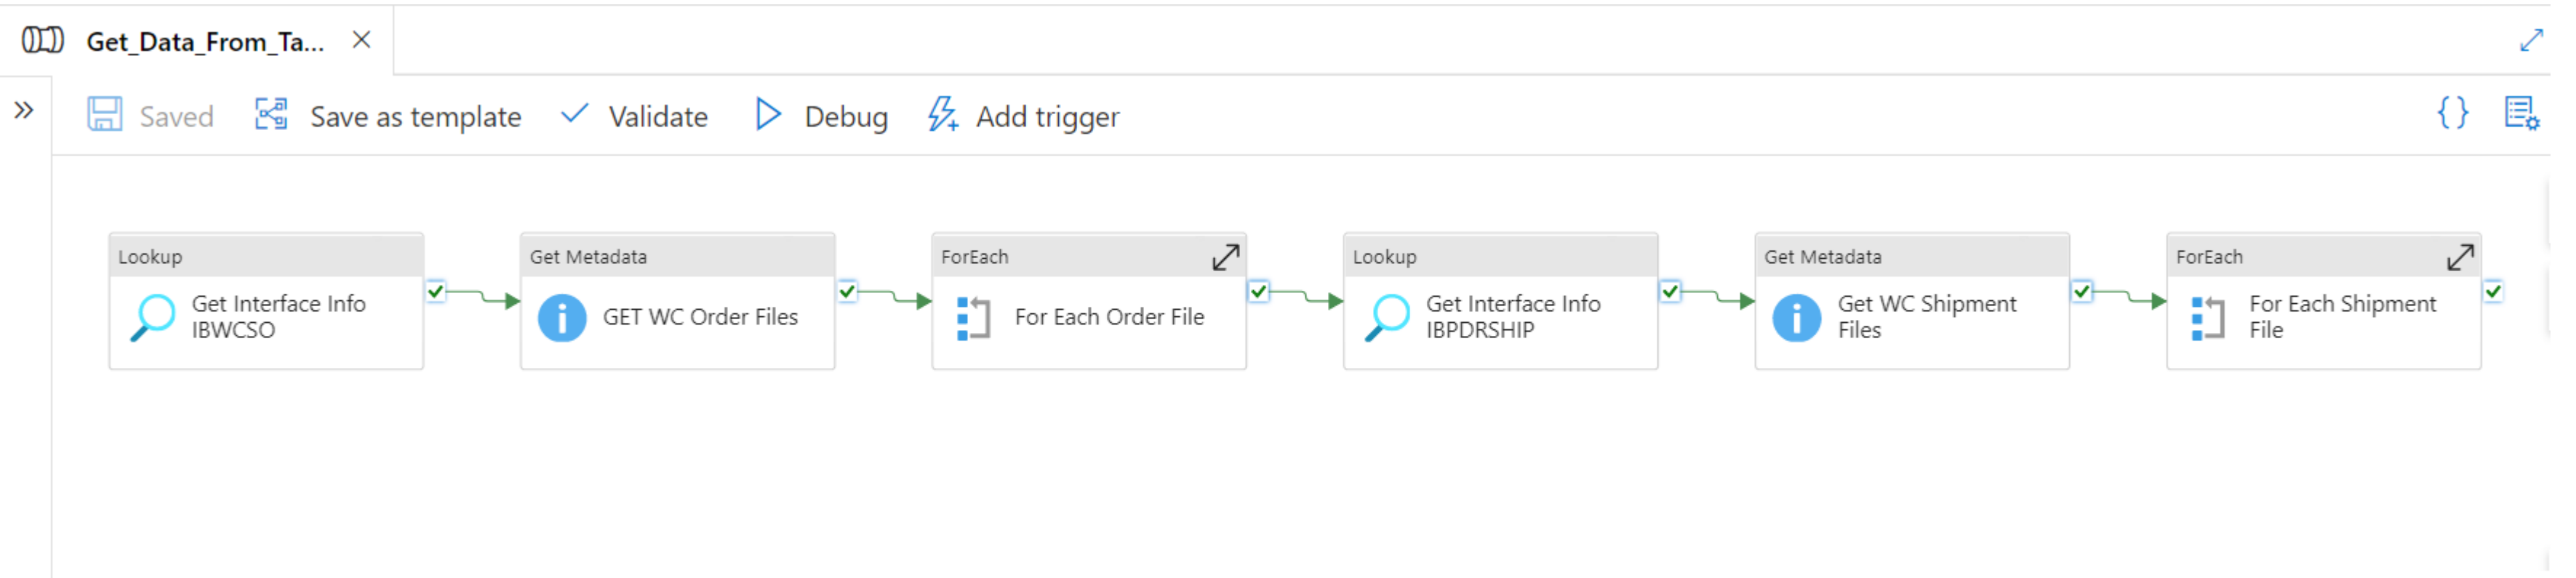 Get_Data_From_Ta...
Saved Save as template Validate Debug Add trigger
Lookup
Get Interface Info
IBWCSO
Get Metadata
GET WC Order Files
ForEach
For Each Order File
Lookup
Get Interface Info
IBPDRSHIP
Get Metadata
Get WC Shipment
Files
ForEach
For Each Shipment
File